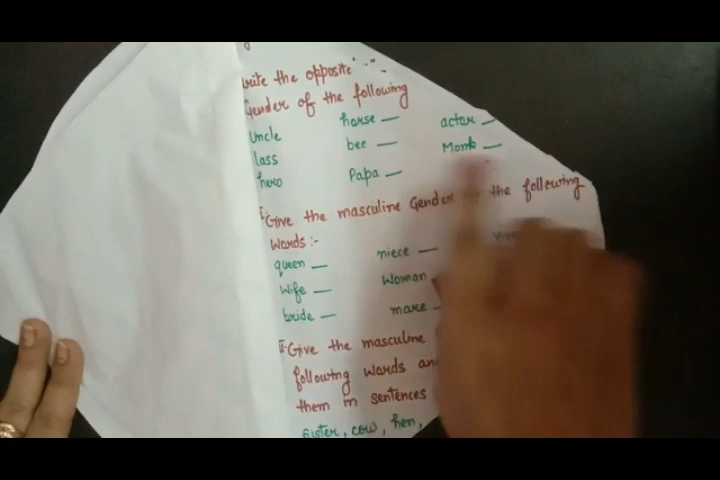 write the opposite
Gender of the following
Uncle horse — actor —
lass bee — Monk —
hero Papa —
Give the masculine Gender the following
Words :-
queen — niece —
Wife — Woman
bride — mare —
II. Give the masculine
following words
them in sentences
sister, cow, hen,